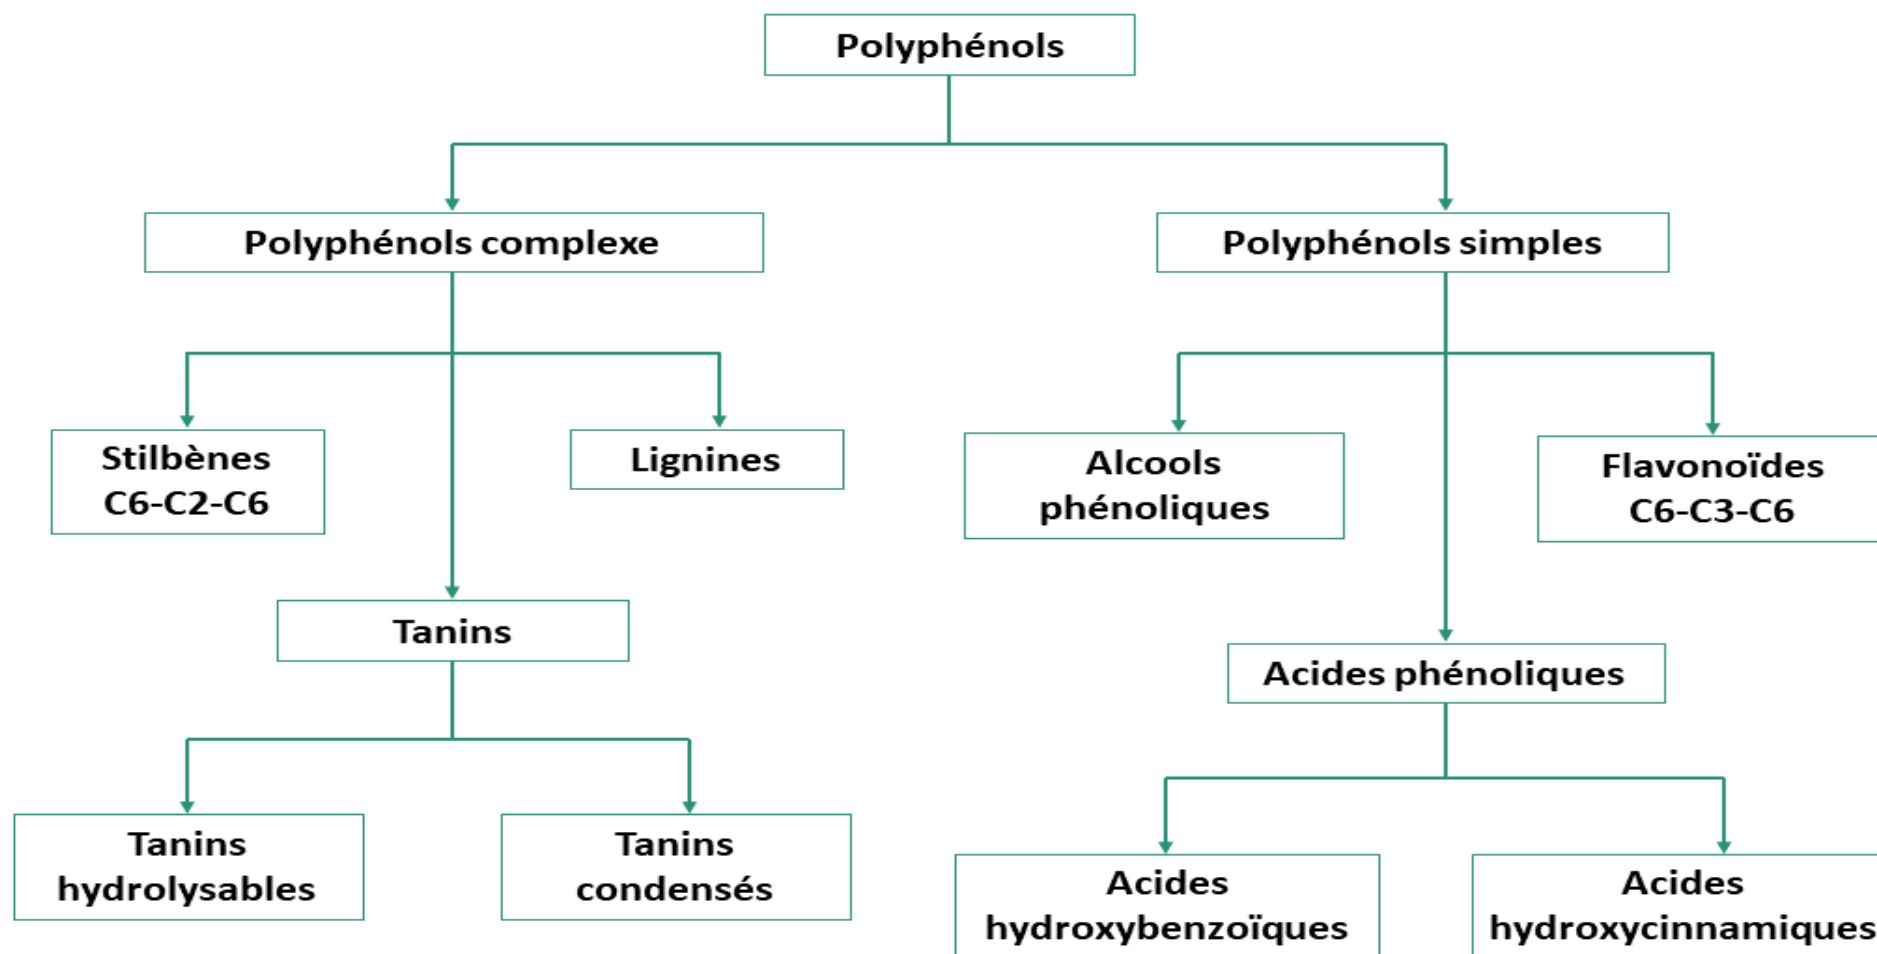 Polyphénols
Polyphénols complexe
Polyphénols simples
Stilbènes
C6-C2-C6
Lignines
Alcools
phénoliques
Flavonoïdes
C6-C3-C6
Tanins
Acides phénoliques
Tanins
hydrolysables
Tanins
condensés
Acides
hydroxybenzoïques
Acides
hydroxycinnamiques